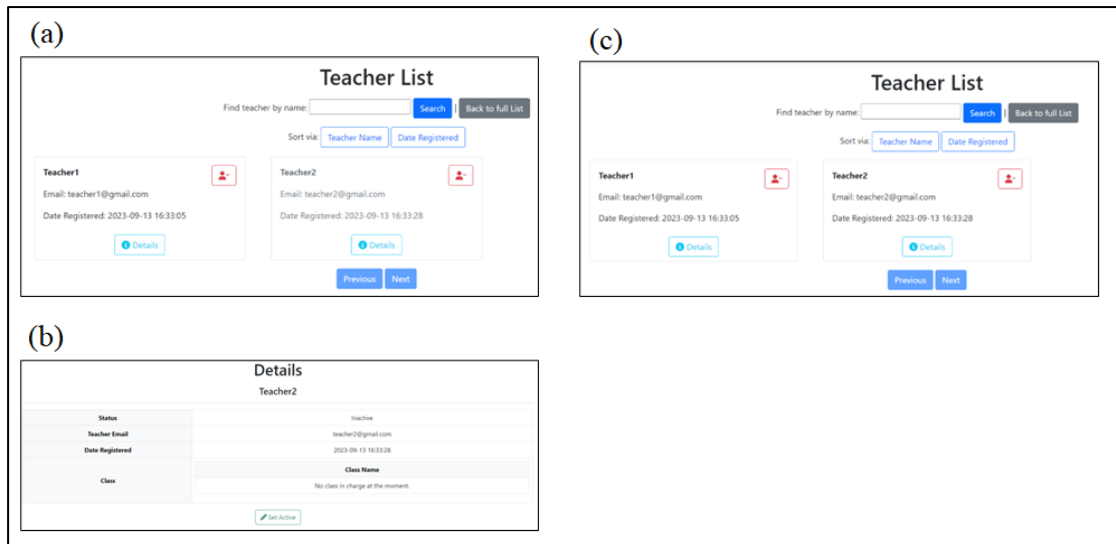 (a)
Teacher List
Find teacher by name: Search | Back to full List
Sort via: Teacher Name Date Registered
Teacher1
Email: teacher1@gmail.com
Date Registered: 2023-09-13 16:33:05
Details
Teacher2
Email: teacher2@gmail.com
Date Registered: 2023-09-13 16:33:28
Details
Previous Next
(b)
Details
Teacher2
Status Inactive
Teacher Email teacher2@gmail.com
Date Registered 2023-09-13 16:33:28
Class
Class Name
No class in charge at the moment.
Set Active
(c)
Teacher List
Find teacher by name: Search | Back to full List
Sort via: Teacher Name Date Registered
Teacher1
Email: teacher1@gmail.com
Date Registered: 2023-09-13 16:33:05
Details
Teacher2
Email: teacher2@gmail.com
Date Registered: 2023-09-13 16:33:28
Details
Previous Next